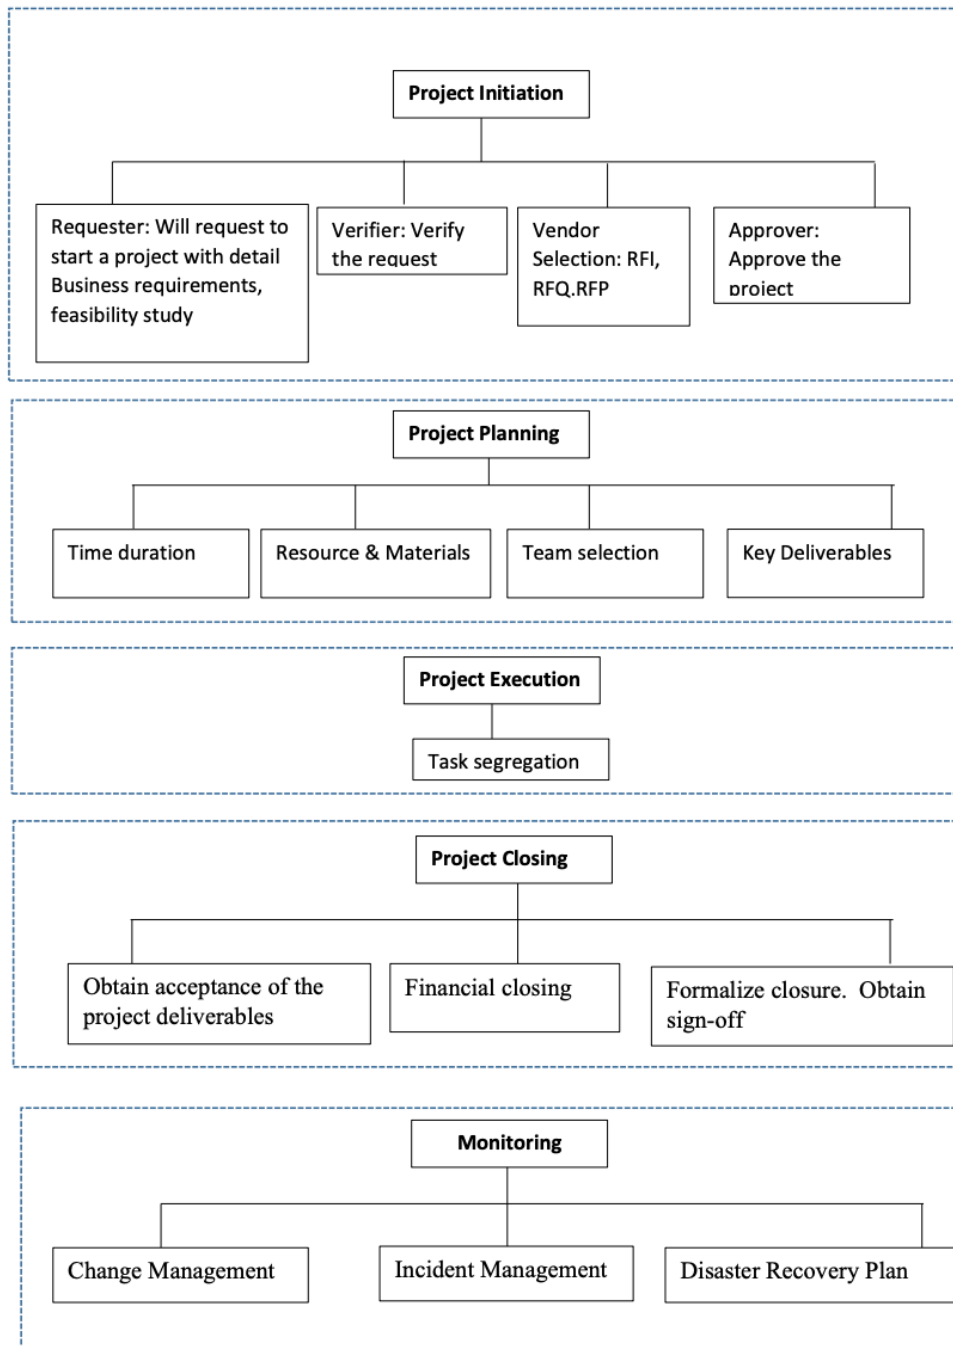 Project Initiation
Requester: Will request to
start a project with detail
Business requirements,
feasibility study
Verifier: Verify
the request
Vendor
Selection: RFI,
RFQ.RFP
Approver:
Approve the
project
Project Planning
Time duration
Resource & Materials
Team selection
Key Deliverables
Project Execution
Task segregation
Project Closing
Obtain acceptance of the
project deliverables
Financial closing
Formalize closure.  Obtain
sign-off
Monitoring
Change Management
Incident Management
Disaster Recovery Plan